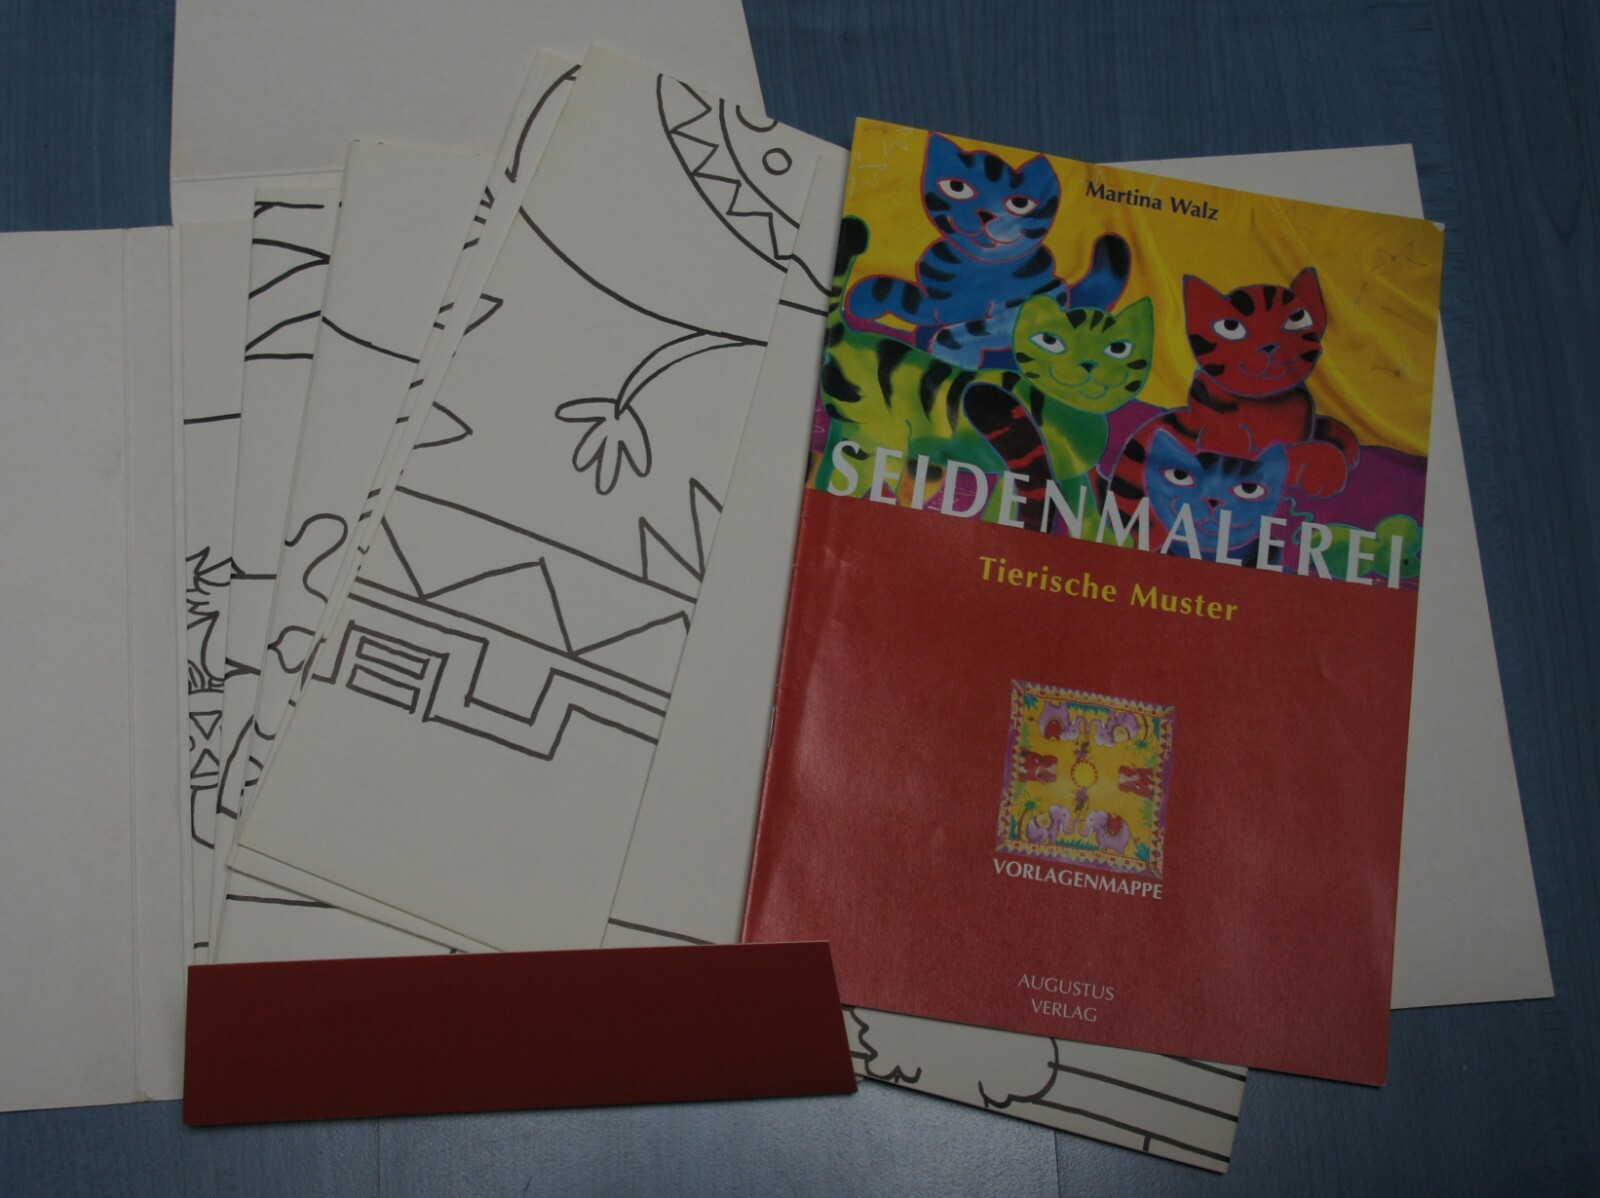 Martina Walz
SEIDENMALEREI
Tierische Muster
VORLAGENMAPPE
AUGUSTUS
VERLAG